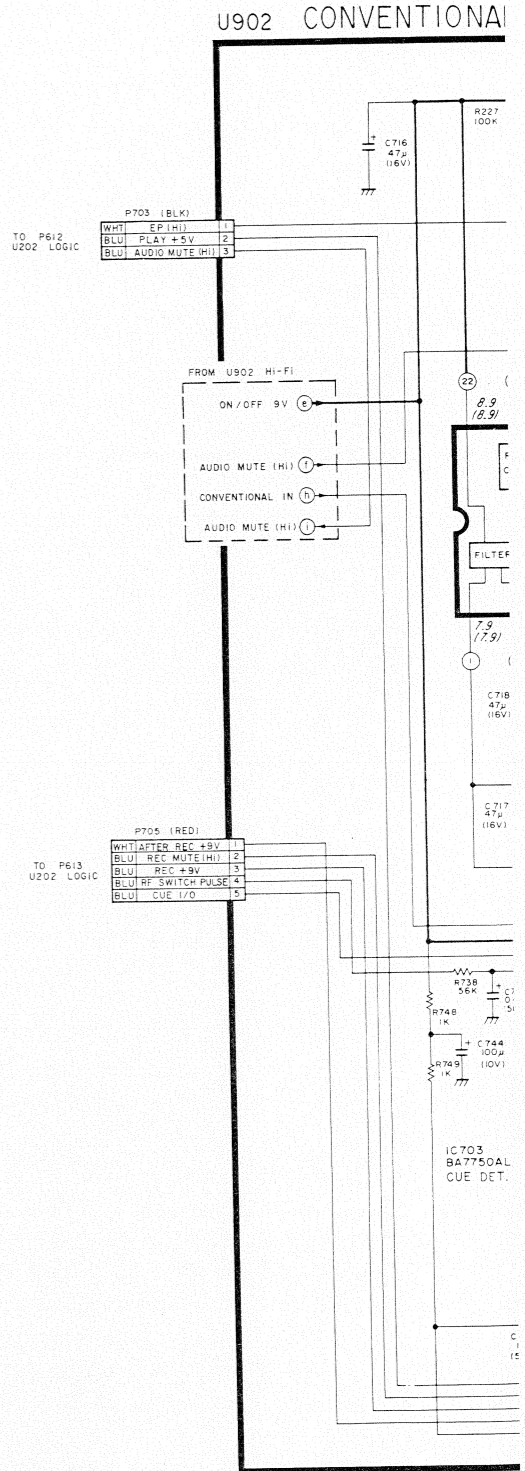 U902 CONVENTIONAL
R227
100K
+ C716
47µ
(16V)
P703 (BLK)
TO P612
U202 LOGIC
WHT EP (Hi) 1
BLU PLAY +5V 2
BLU AUDIO MUTE (Hi) 3
FROM U902 Hi-Fi
ON/OFF 9V e
AUDIO MUTE (Hi) f
CONVENTIONAL IN h
AUDIO MUTE (Hi) i
22 (
8.9
(8.9)
FILTER
7.9
(7.9)
1 (
C718
47µ
(16V)
C717
47µ
(16V)
P705 (RED)
TO P613
U202 LOGIC
WHT AFTER REC +9V 1
BLU REC MUTE (Hi) 2
BLU REC +9V 3
BLU RF SWITCH PULSE 4
BLU CUE I/O 5
R738
56K
+
R748
1K
+ C744
100µ
(10V)
R749
1K
IC703
BA7750AL
CUE DET.